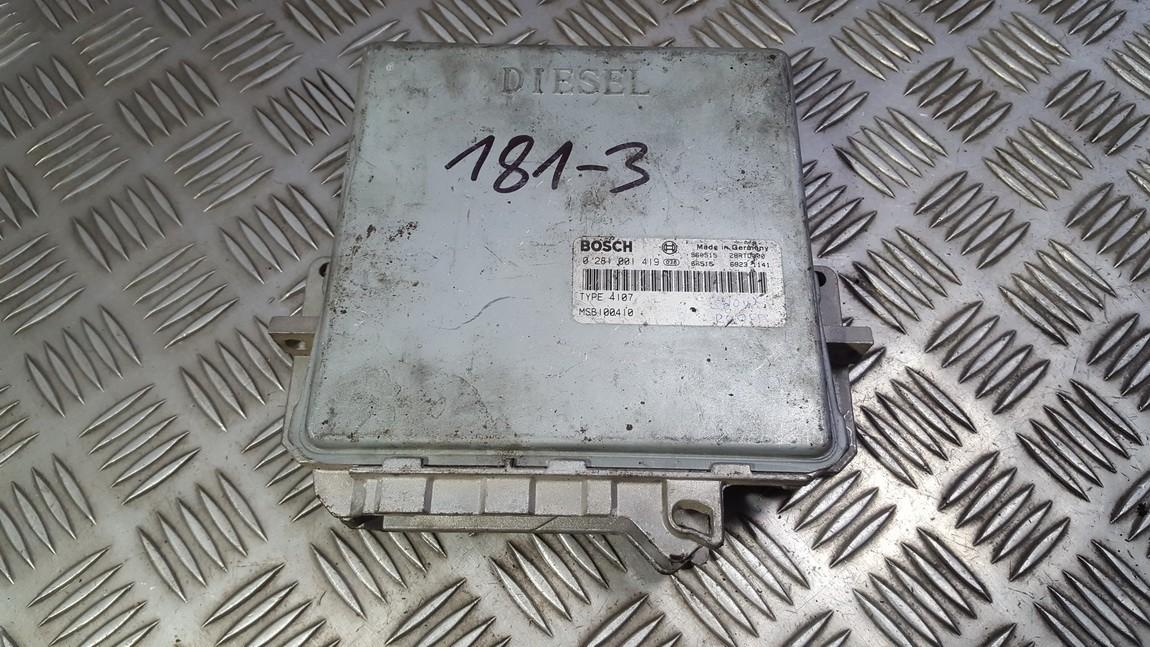 DIESEL
181-3
BOSCH Made in Germany
0 281 001 419
TYPE 4107
MSB100410